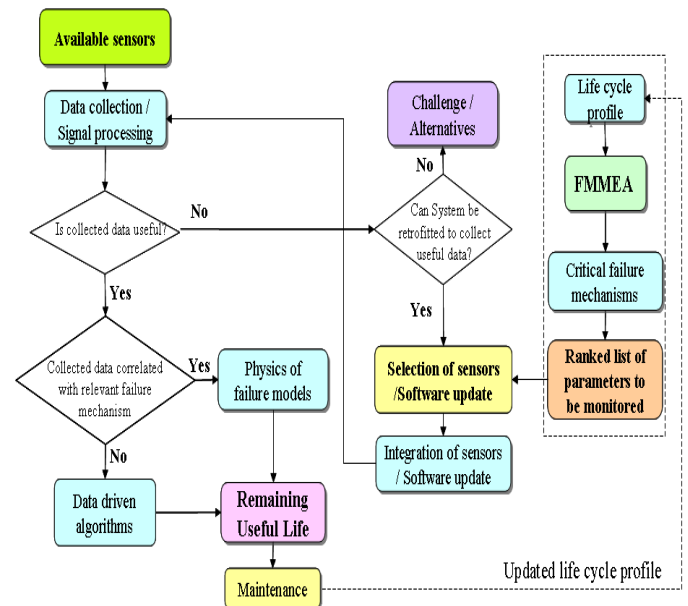 Available sensors
Data collection /
Signal processing
Is collected data useful?
No
Yes
Collected data correlated
with relevant failure
mechanism
Yes
No
Physics of
failure models
Data driven
algorithms
Remaining
Useful Life
Maintenance
Challenge /
Alternatives
No
Can System be
retrofitted to collect
useful data?
Yes
Selection of sensors
/Software update
Integration of sensors
/ Software update
Life cycle
profile
FMMEA
Critical failure
mechanisms
Ranked list of
parameters to
be monitored
Updated life cycle profile